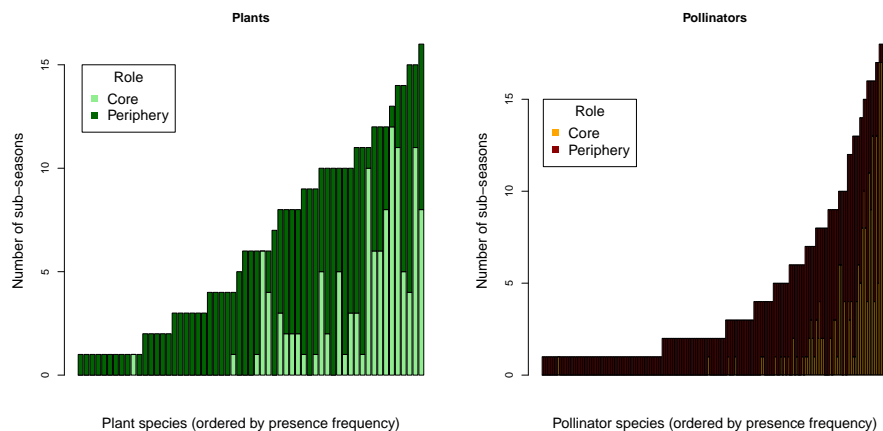 Plants
Number of sub−seasons
15
10
5
0
Role
Core
Periphery
Plant species (ordered by presence frequency)
Pollinators
Number of sub−seasons
15
10
5
0
Role
Core
Periphery
Pollinator species (ordered by presence frequency)